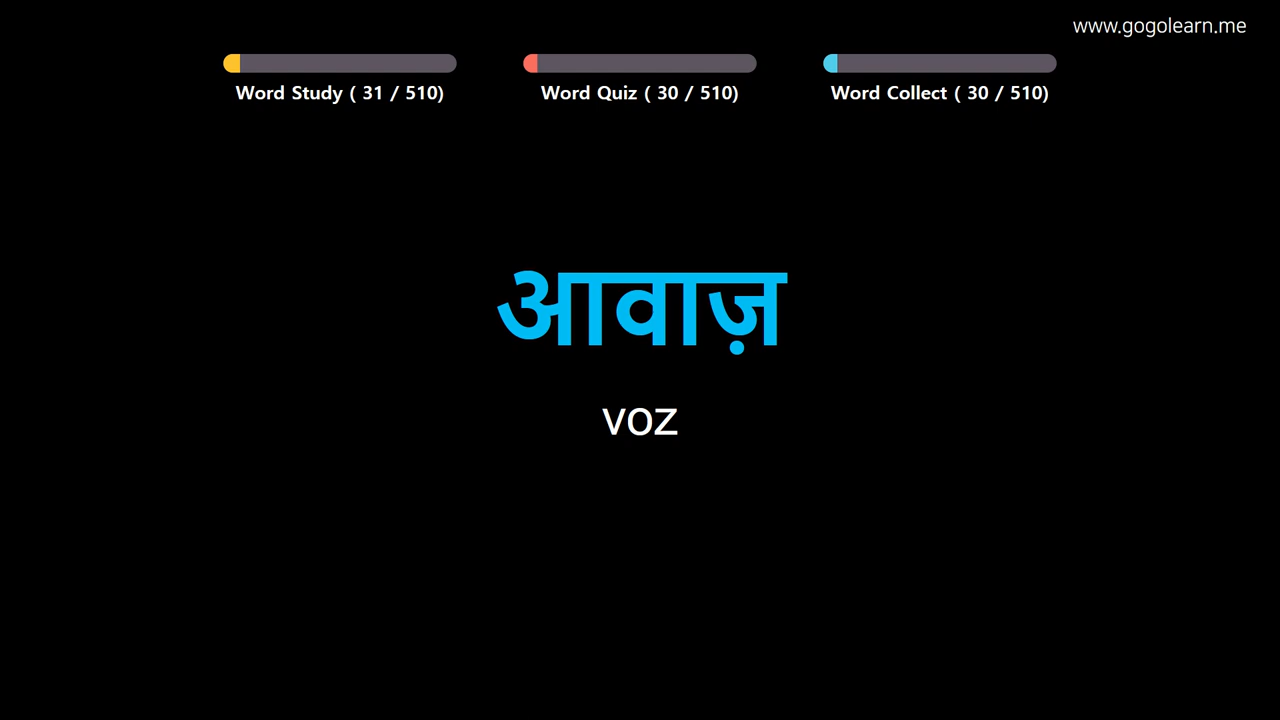 www.gogolearn.me
Word Study ( 31 / 510)
Word Quiz ( 30 / 510)
Word Collect ( 30 / 510)
आवाज़
voz